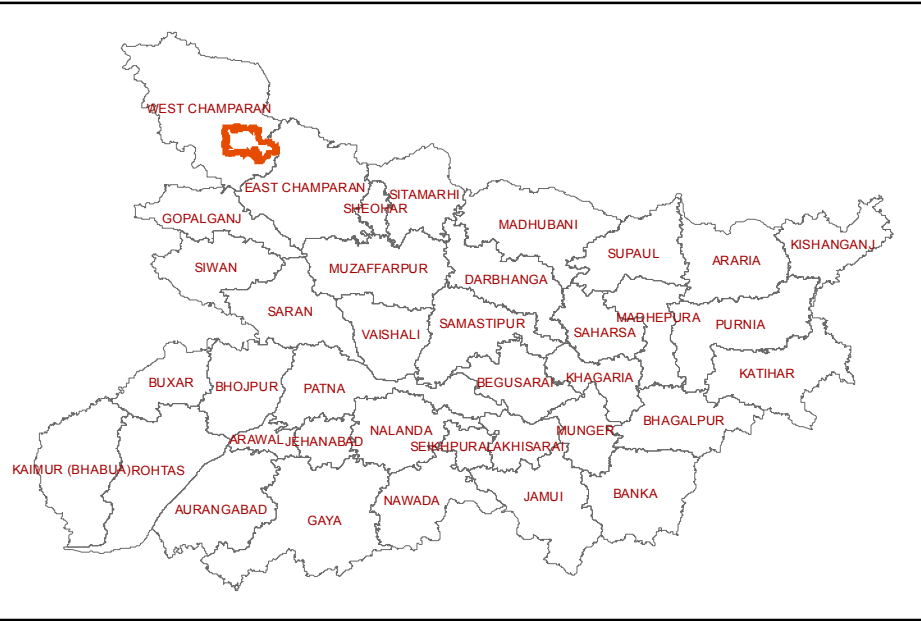 WEST CHAMPARAN
EAST CHAMPARAN
SITAMARHI
SHEOHAR
GOPALGANJ
MADHUBANI
KISHANGANJ
SUPAUL
ARARIA
SIWAN
MUZAFFARPUR
DARBHANGA
SARAN
SAMASTIPUR
MADHEPURA
PURNIA
VAISHALI
SAHARSA
KATIHAR
BUXAR
BHOJPUR
PATNA
BEGUSARAI
KHAGARIA
BHAGALPUR
NALANDA
MUNGER
ARAWAL
JEHANABAD
SEIKHPURA
LAKHISARAI
KAIMUR (BHABUA)
ROHTAS
BANKA
JAMUI
NAWADA
AURANGABAD
GAYA